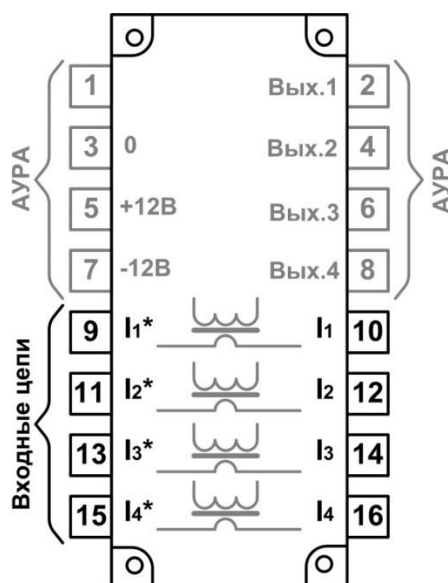 АУРА
1 Вых.1 2
3 0 Вых.2 4
5 +12В Вых.3 6
7 -12В Вых.4 8
АУРА
Входные цепи
9 I1* I1 10
11 I2* I2 12
13 I3* I3 14
15 I4* I4 16